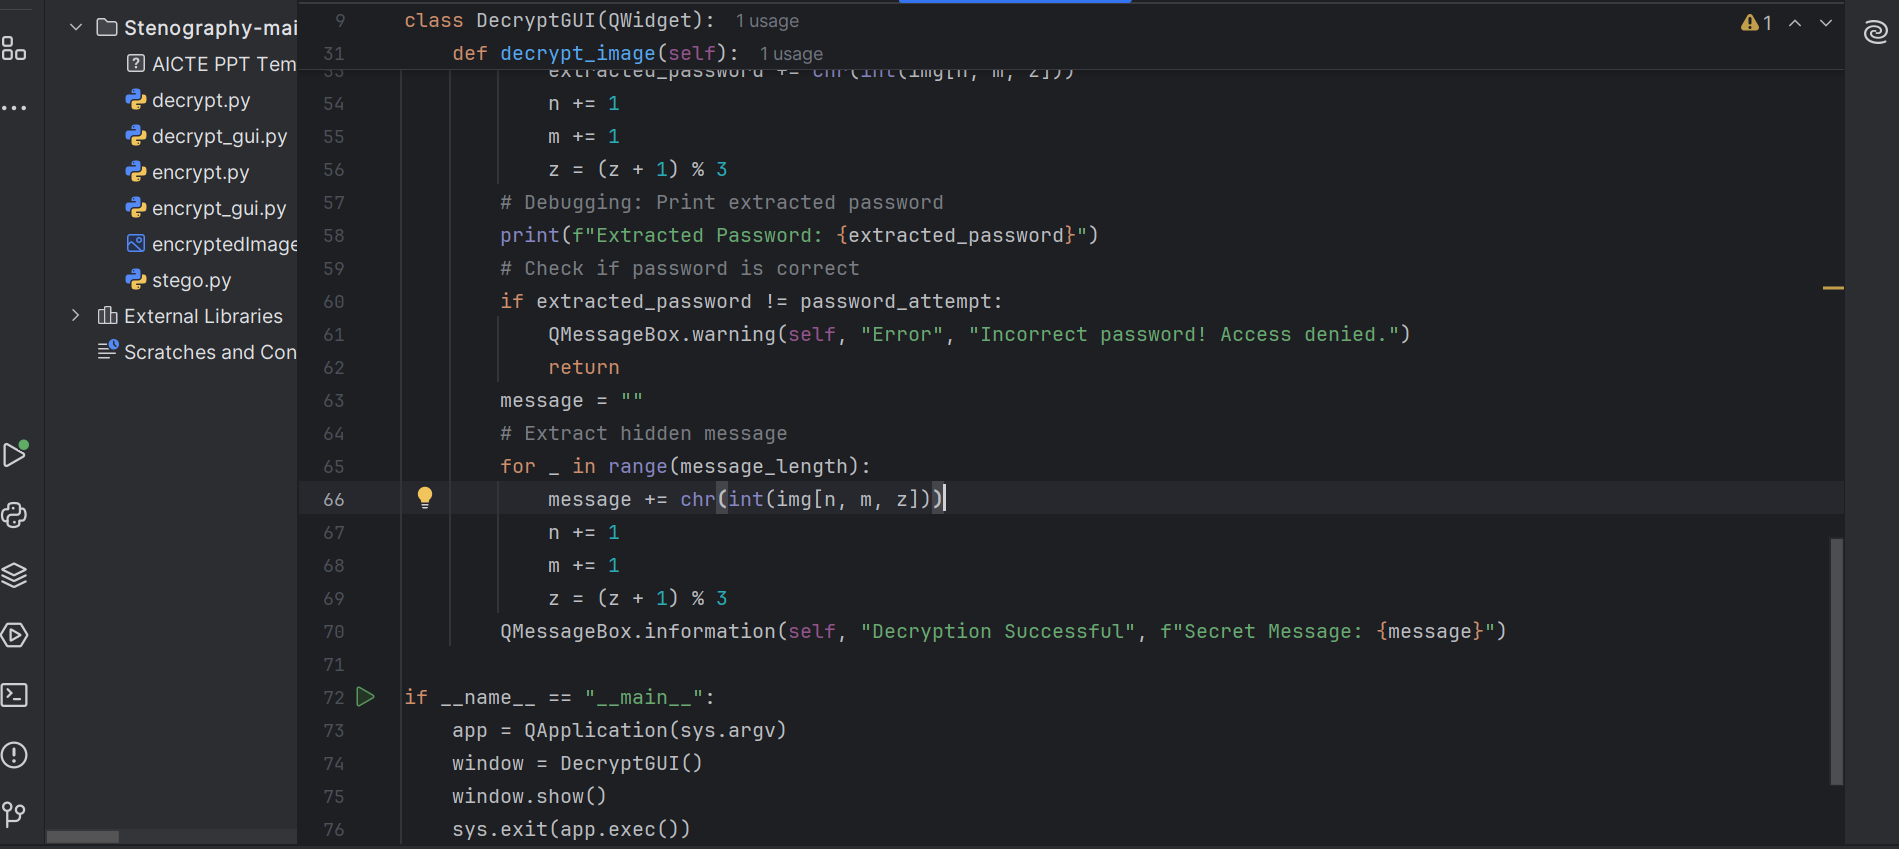 Stenography-mai
AICTE PPT Tem
decrypt.py
decrypt_gui.py
encrypt.py
encrypt_gui.py
encryptedImage
stego.py
External Libraries
Scratches and Con
9 class DecryptGUI(QWidget): 1 usage
1
31 def decrypt_image(self): 1 usage
53 extracted_password += chr(int(img[n, m, z]))
54 n += 1
55 m += 1
56 z = (z + 1) % 3
57 # Debugging: Print extracted password
58 print(f"Extracted Password: {extracted_password}")
59 # Check if password is correct
60 if extracted_password != password_attempt:
61 QMessageBox.warning(self, "Error", "Incorrect password! Access denied.")
62 return
63 message = ""
64 # Extract hidden message
65 for _ in range(message_length):
66 message += chr(int(img[n, m, z]))
67 n += 1
68 m += 1
69 z = (z + 1) % 3
70 QMessageBox.information(self, "Decryption Successful", f"Secret Message: {message}")
71
72 if __name__ == "__main__":
73 app = QApplication(sys.argv)
74 window = DecryptGUI()
75 window.show()
76 sys.exit(app.exec())